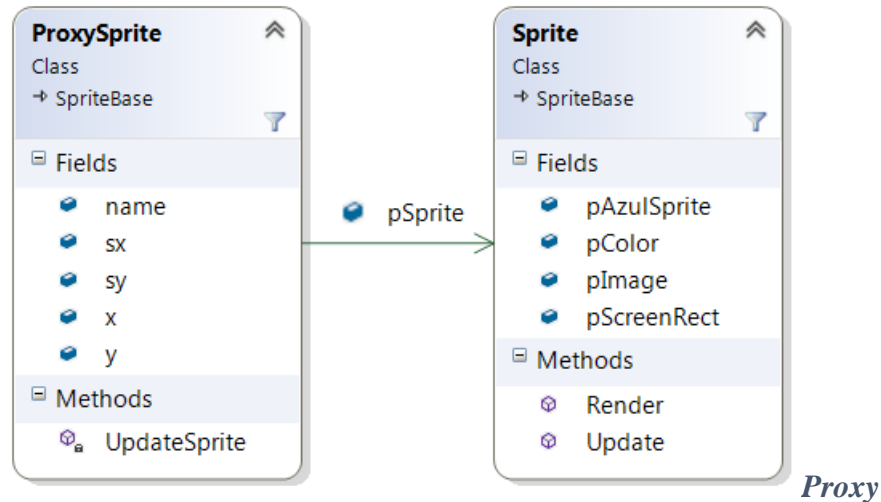 ProxySprite
Class
SpriteBase
Fields
name
sx
sy
x
y
Methods
UpdateSprite
pSprite
Sprite
Class
SpriteBase
Fields
pAzulSprite
pColor
pImage
pScreenRect
Methods
Render
Update
Proxy